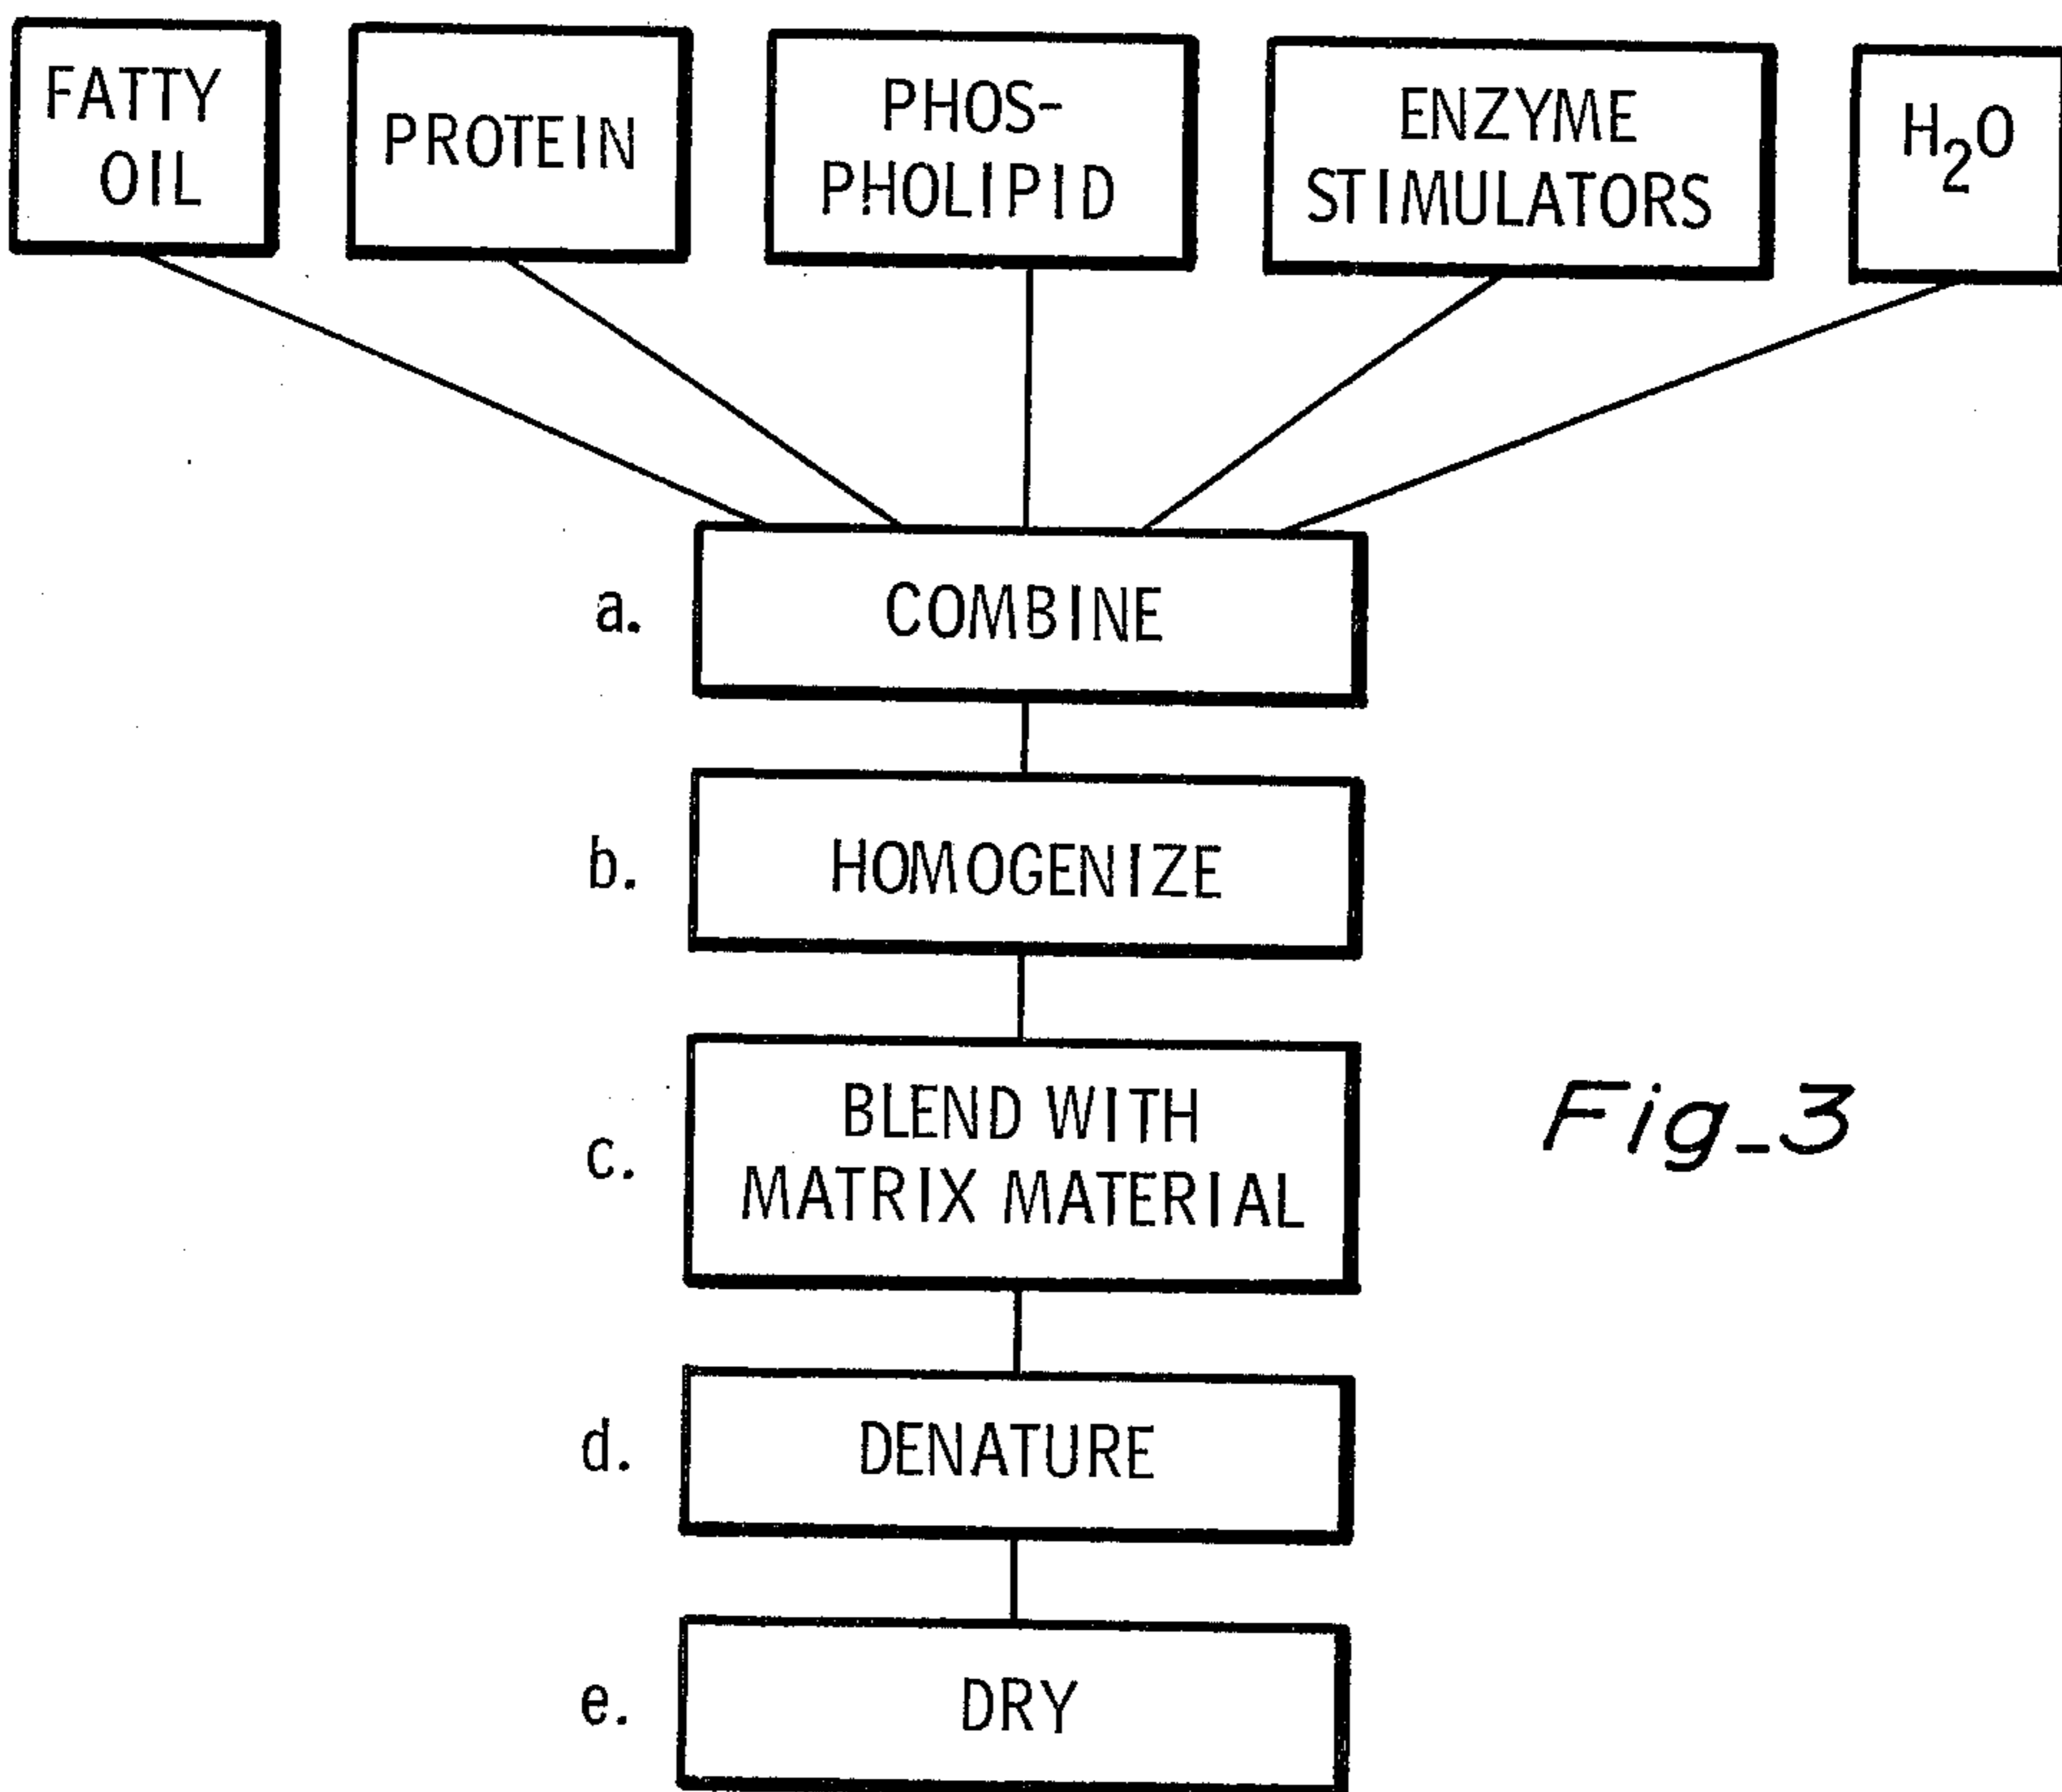 FATTY
OIL
PROTEIN
PHOS-
PHOLIPID
ENZYME
STIMULATORS
H₂O
a.
COMBINE
b.
HOMOGENIZE
c.
BLEND WITH
MATRIX MATERIAL
Fig_3
d.
DENATURE
e.
DRY